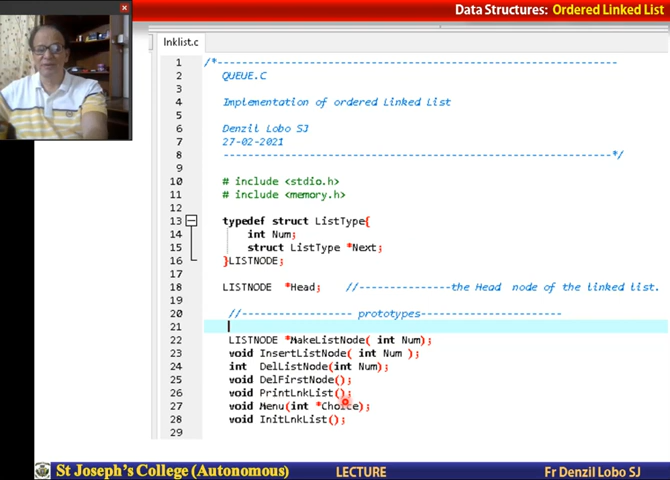 Data Structures: Ordered Linked List
lnklist.c
1 /*------------------------------------------------------------
2 QUEUE.C
3
4 Implementation of ordered Linked List
5
6 Denzil Lobo SJ
7 27-02-2021
8 ----------------------------------------------------------*/
9
10 # include <stdio.h>
11 # include <memory.h>
12
13 typedef struct ListType{
14 int Num;
15 struct ListType *Next;
16 }LISTNODE;
17
18 LISTNODE *Head; //--------------the Head node of the linked list.
19
20 //----------------- prototypes---------------------
21
22 LISTNODE *MakeListNode( int Num);
23 void InsertListNode( int Num );
24 int DelListNode(int Num);
25 void DelFirstNode();
26 void PrintLnkList();
27 void Menu(int *Choice);
28 void InitLnkList();
29
St Joseph's College (Autonomous) LECTURE Fr Denzil Lobo SJ